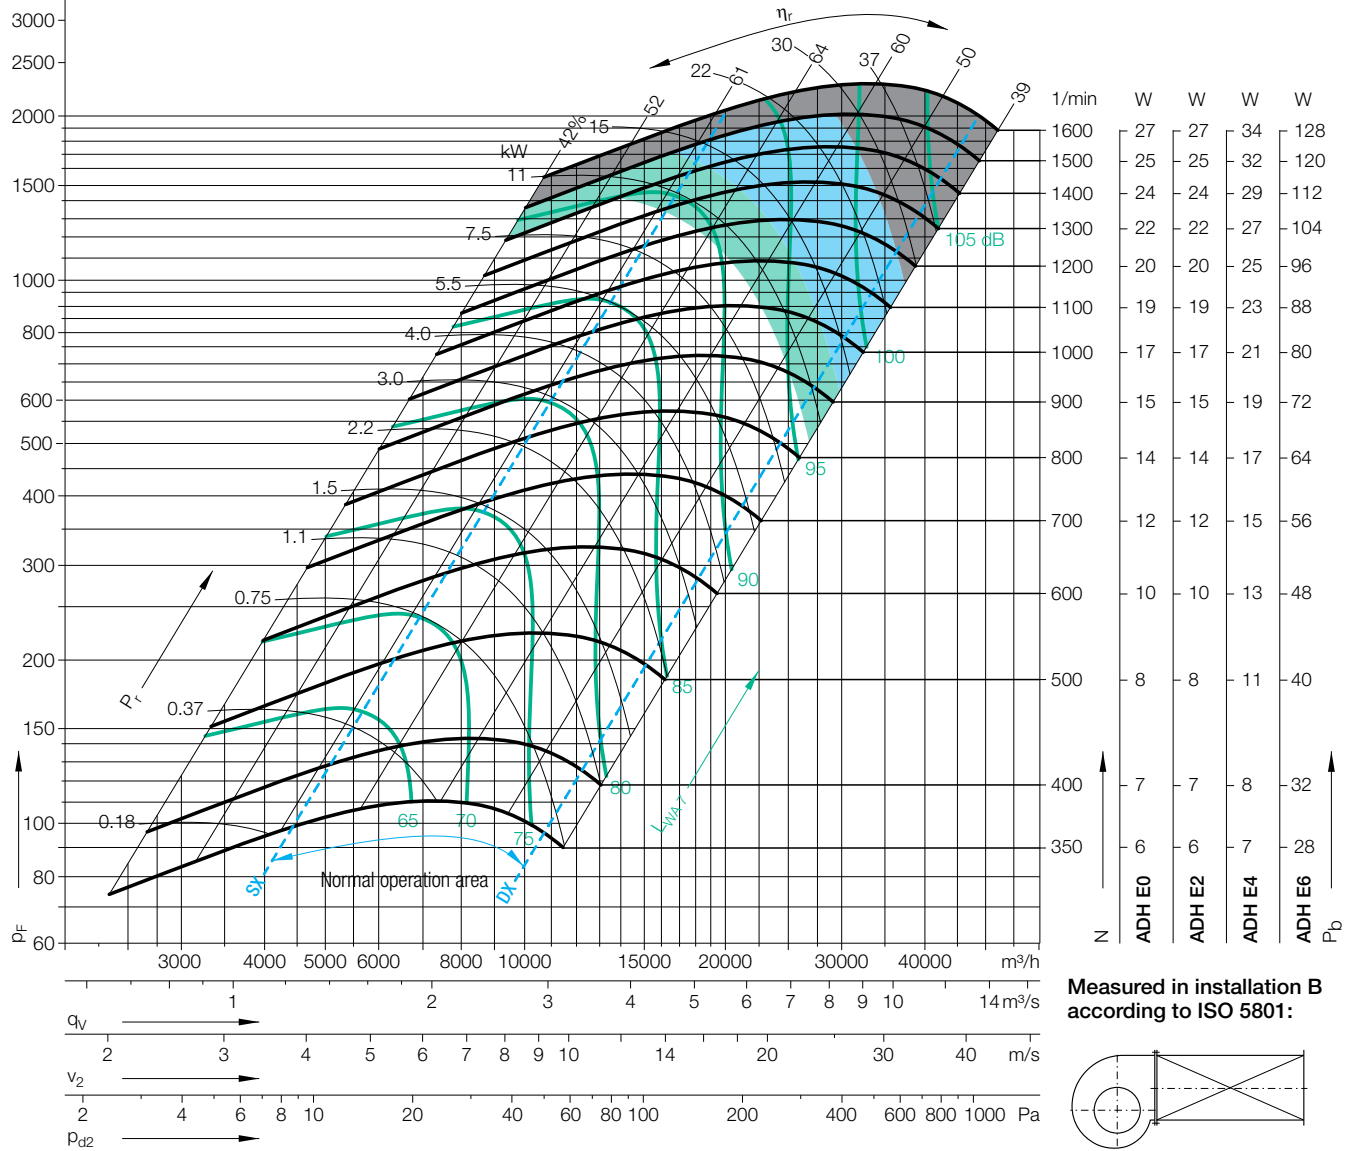 3000
2500
2000
1500
1000
800
600
500
400
300
200
150
100
80
60
pF
ηr
42%
52
61
64
60
50
39
kW
11
15
22
30
37
7.5
5.5
4.0
3.0
2.2
1.5
1.1
0.75
0.37
0.18
Pr
105 dB
100
95
90
85
80
75
70
65
LWA 7
SX
Normal operation area
DX
1/min W W W W
1600 27 27 34 128
1500 25 25 32 120
1400 24 24 29 112
1300 22 22 27 104
1200 20 20 25 96
1100 19 19 23 88
1000 17 17 21 80
900 15 15 19 72
800 14 14 17 64
700 12 12 15 56
600 10 10 13 48
500 8 8 11 40
400 7 7 8 32
350 6 6 7 28
N
ADH E0
ADH E2
ADH E4
ADH E6
Pb
3000 4000 5000 6000 8000 10000 15000 20000 30000 40000 m³/h
1 2 3 4 5 6 7 8 9 10 14 m³/s
qV
2 3 4 5 6 7 8 9 10 14 20 30 40 m/s
v2
2 4 6 8 10 20 40 60 80 100 200 400 600 800 1000 Pa
pd2
Measured in installation B
according to ISO 5801: